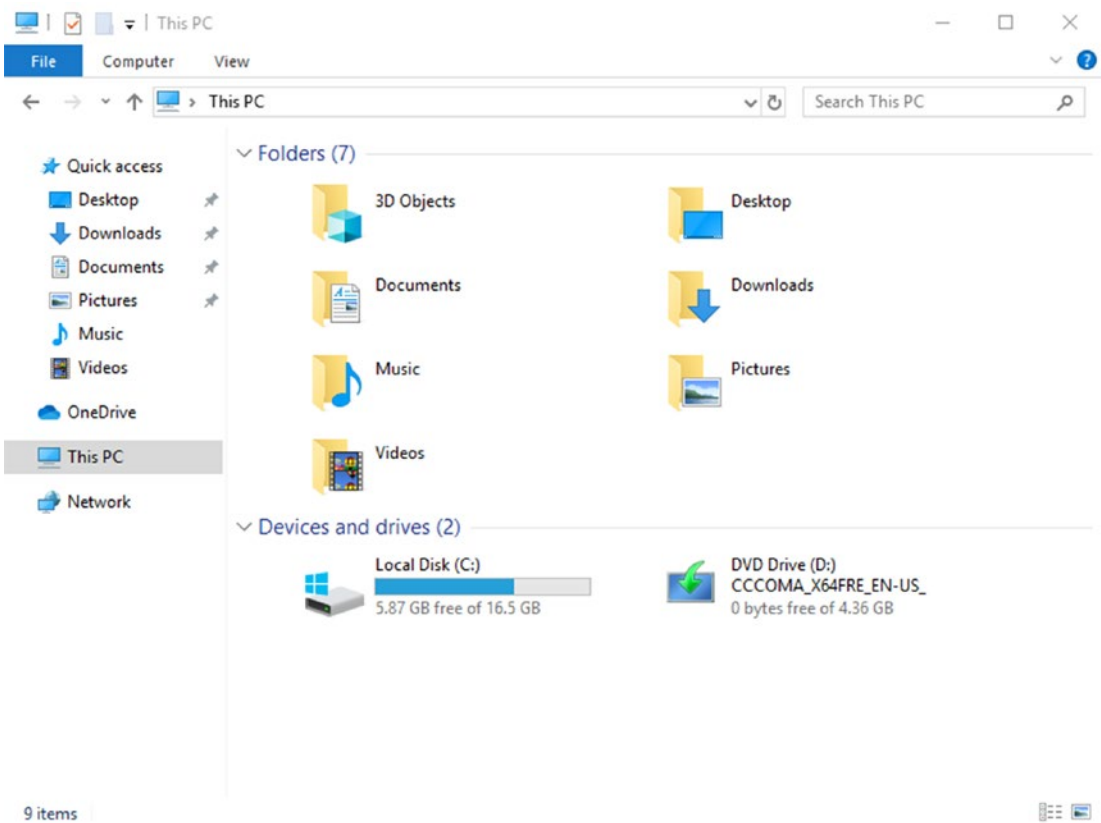 This PC
File Computer View
This PC
Search This PC
Quick access
Desktop
Downloads
Documents
Pictures
Music
Videos
OneDrive
This PC
Network
Folders (7)
3D Objects
Desktop
Documents
Downloads
Music
Pictures
Videos
Devices and drives (2)
Local Disk (C:)
5.87 GB free of 16.5 GB
DVD Drive (D:)
CCCOMA_X64FRE_EN-US_
0 bytes free of 4.36 GB
9 items